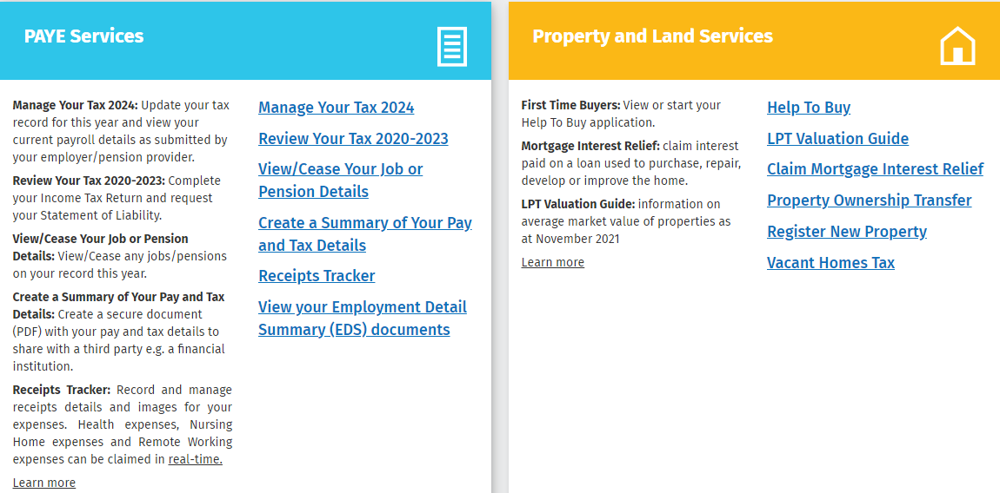 PAYE Services
Manage Your Tax 2024: Update your tax
record for this year and view your
current payroll details as submitted by
your employer/pension provider.
Review Your Tax 2020-2023: Complete
your Income Tax Return and request
your Statement of Liability.
View/Cease Your Job or Pension
Details: View/Cease any jobs/pensions
on your record this year.
Create a Summary of Your Pay and Tax
Details: Create a secure document
(PDF) with your pay and tax details to
share with a third party e.g. a financial
institution.
Receipts Tracker: Record and manage
receipts details and images for your
expenses. Health expenses, Nursing
Home expenses and Remote Working
expenses can be claimed in real-time.
Learn more
Manage Your Tax 2024
Review Your Tax 2020-2023
View/Cease Your Job or
Pension Details
Create a Summary of Your Pay
and Tax Details
Receipts Tracker
View your Employment Detail
Summary (EDS) documents
Property and Land Services
First Time Buyers: View or start your
Help To Buy application.
Mortgage Interest Relief: claim interest
paid on a loan used to purchase, repair,
develop or improve the home.
LPT Valuation Guide: information on
average market value of properties as
at November 2021
Learn more
Help To Buy
LPT Valuation Guide
Claim Mortgage Interest Relief
Property Ownership Transfer
Register New Property
Vacant Homes Tax